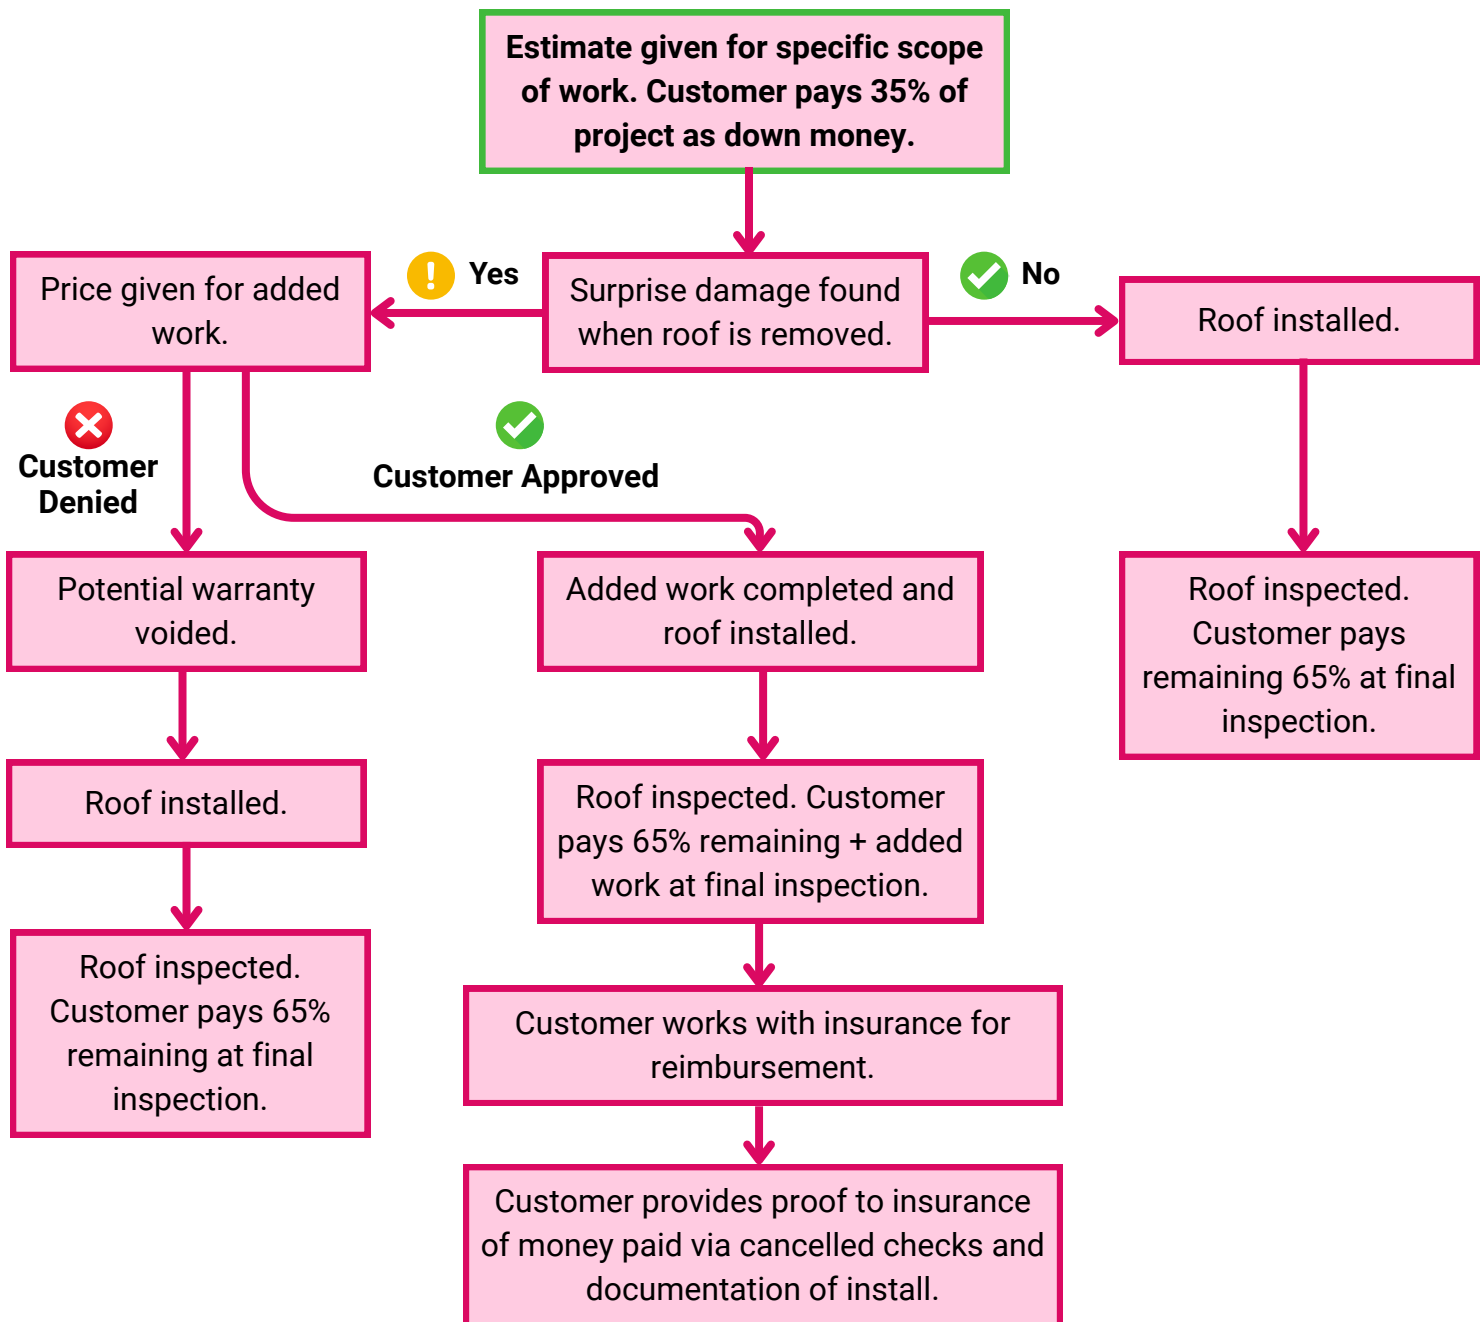 Estimate given for specific scope
of work. Customer pays 35% of
project as down money.
Price given for added
work.
Yes
Surprise damage found
when roof is removed.
No
Roof installed.
Customer
Denied
Customer Approved
Potential warranty
voided.
Added work completed and
roof installed.
Roof inspected.
Customer pays
remaining 65% at final
inspection.
Roof installed.
Roof inspected. Customer
pays 65% remaining + added
work at final inspection.
Roof inspected.
Customer pays 65%
remaining at final
inspection.
Customer works with insurance for
reimbursement.
Customer provides proof to insurance
of money paid via cancelled checks and
documentation of install.